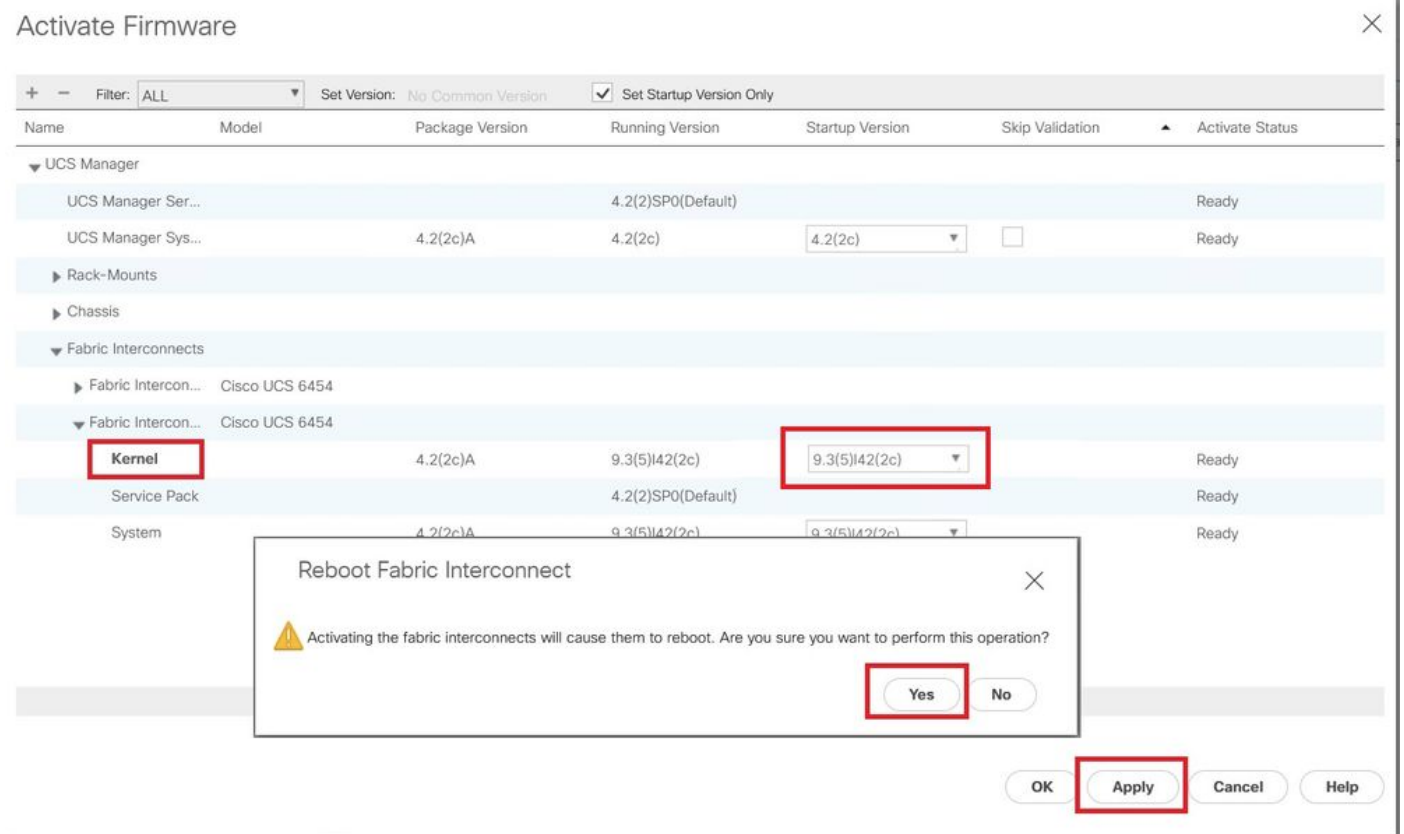 Activate Firmware
Filter: ALL Set Version: No Common Version Set Startup Version Only
Name Model Package Version Running Version Startup Version Skip Validation Activate Status
UCS Manager
UCS Manager Ser... 4.2(2)SP0(Default) Ready
UCS Manager Sys... 4.2(2c)A 4.2(2c) 4.2(2c) Ready
Rack-Mounts
Chassis
Fabric Interconnects
Fabric Intercon... Cisco UCS 6454
Fabric Intercon... Cisco UCS 6454
Kernel 4.2(2c)A 9.3(5)I42(2c) 9.3(5)I42(2c) Ready
Service Pack 4.2(2)SP0(Default) Ready
System 4.2(2c)A 9.3(5)I42(2c) 9.3(5)I42(2c) Ready
Reboot Fabric Interconnect
Activating the fabric interconnects will cause them to reboot. Are you sure you want to perform this operation?
Yes No
OK Apply Cancel Help